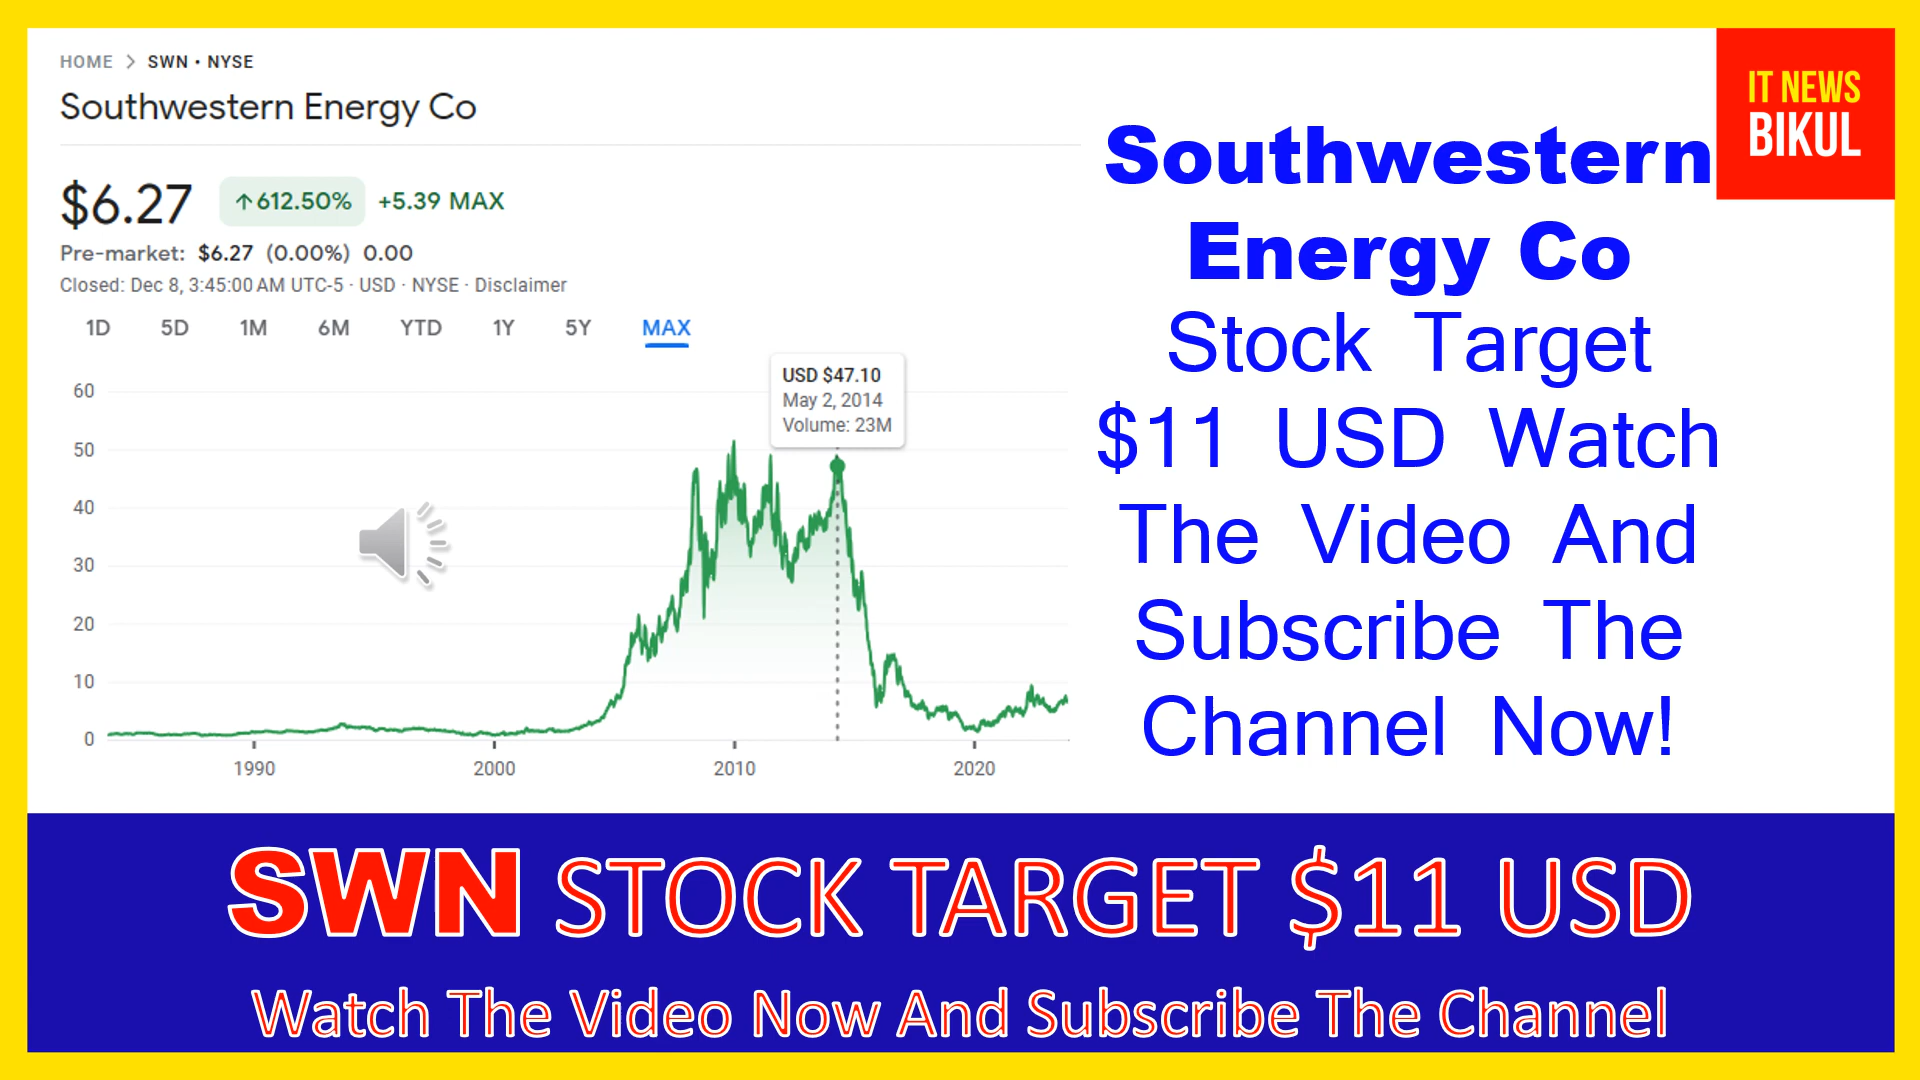 HOME > SWN • NYSE
Southwestern Energy Co
$6.27 ↑612.50% +5.39 MAX
Pre-market: $6.27 (0.00%) 0.00
Closed: Dec 8, 3:45:00 AM UTC-5 · USD · NYSE · Disclaimer
1D 5D 1M 6M YTD 1Y 5Y MAX
USD $47.10
May 2, 2014
Volume: 23M
60
50
40
30
20
10
0
1990 2000 2010 2020
IT NEWS
BIKUL
Southwestern
Energy Co
Stock Target
$11 USD Watch
The Video And
Subscribe The
Channel Now!
SWN STOCK TARGET $11 USD
Watch The Video Now And Subscribe The Channel